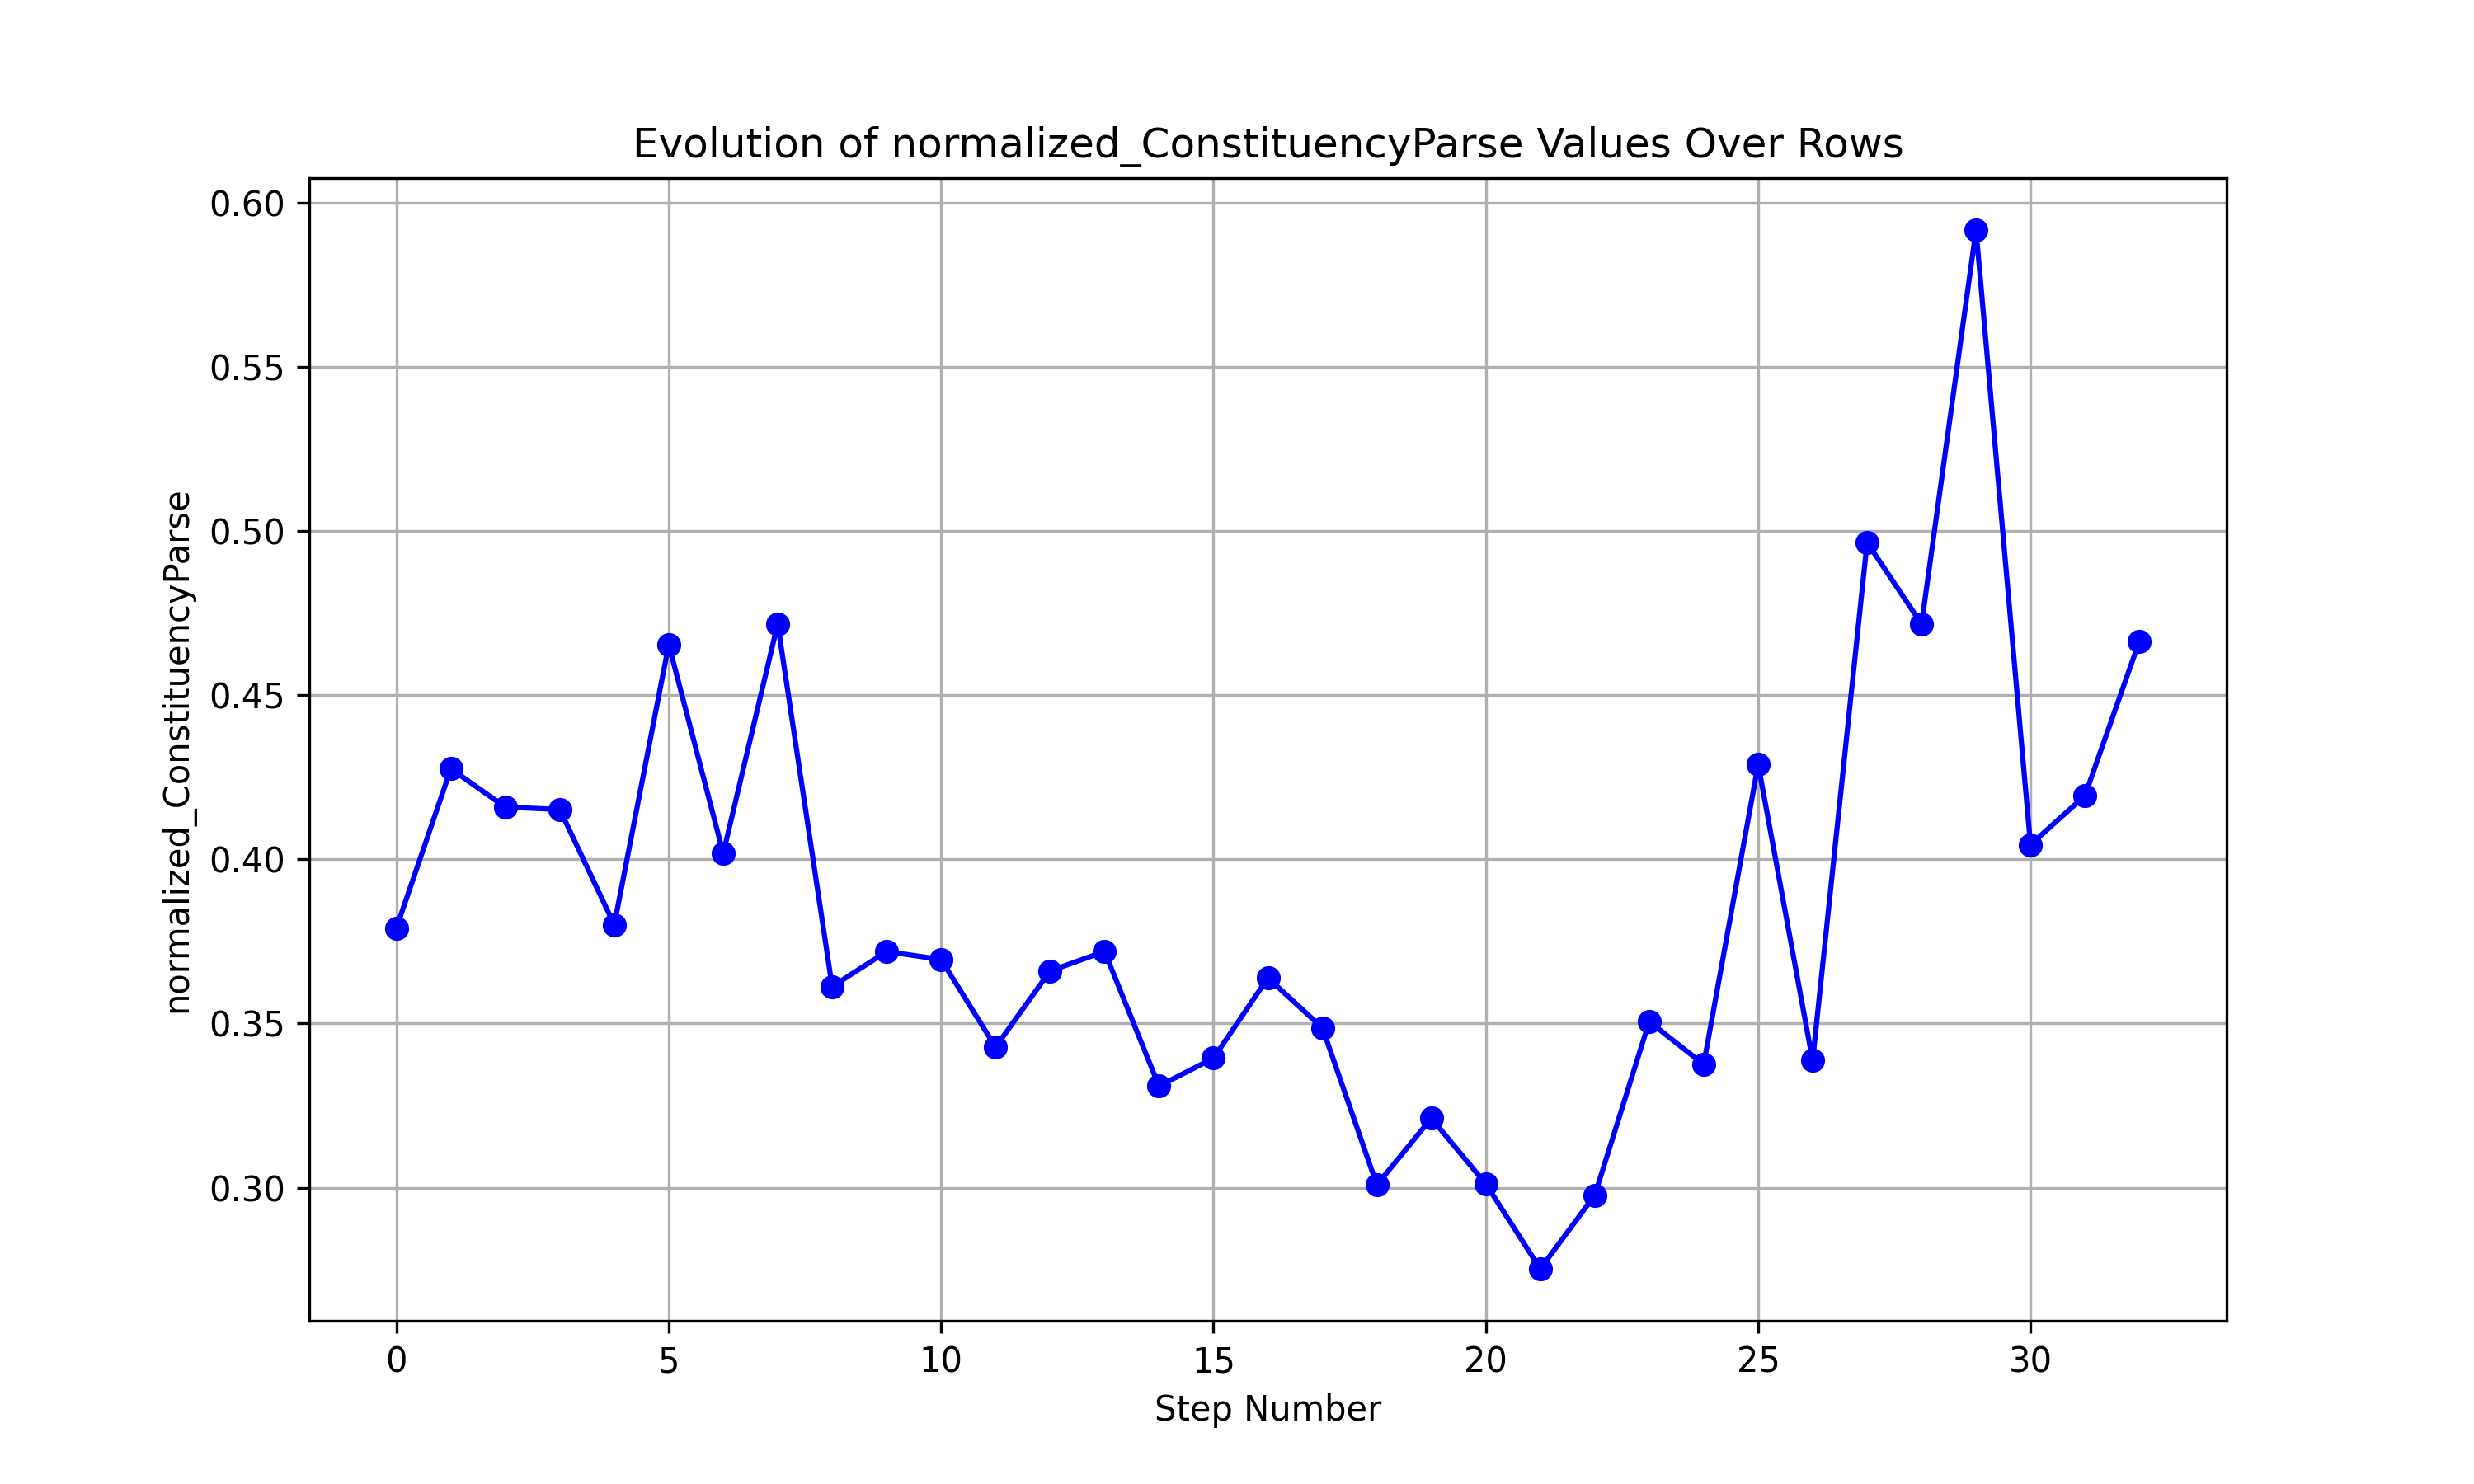 Evolution of normalized_ConstituencyParse Values Over Rows
normalized_ConstituencyParse
0.60
0.55
0.50
0.45
0.40
0.35
0.30
0 5 10 15 20 25 30
Step Number